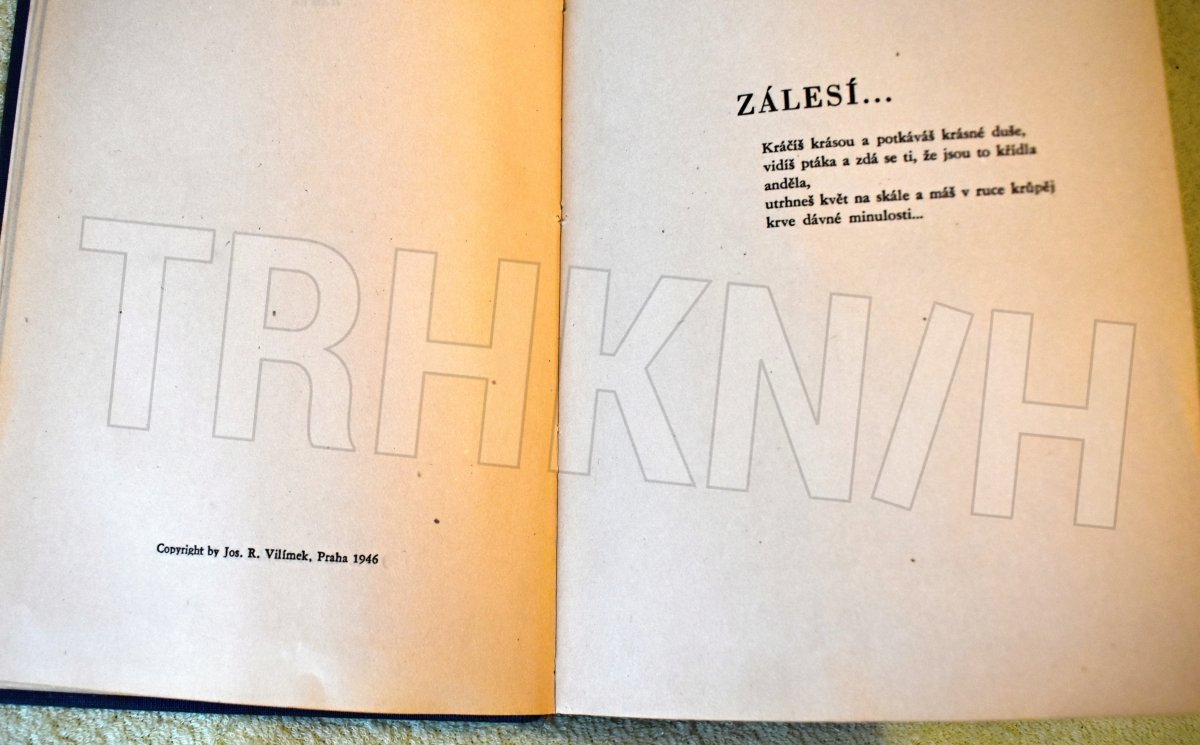 Copyright by Jos. R. Vilímek, Praha 1946
ZÁLESÍ...
Kráčíš krásou a potkáváš krásné duše,
vidíš ptáka a zdá se ti, že jsou to křídla
anděla,
utrhneš květ na skále a máš v ruce krůpěj
krve dávné minulosti...
TRHKN/H